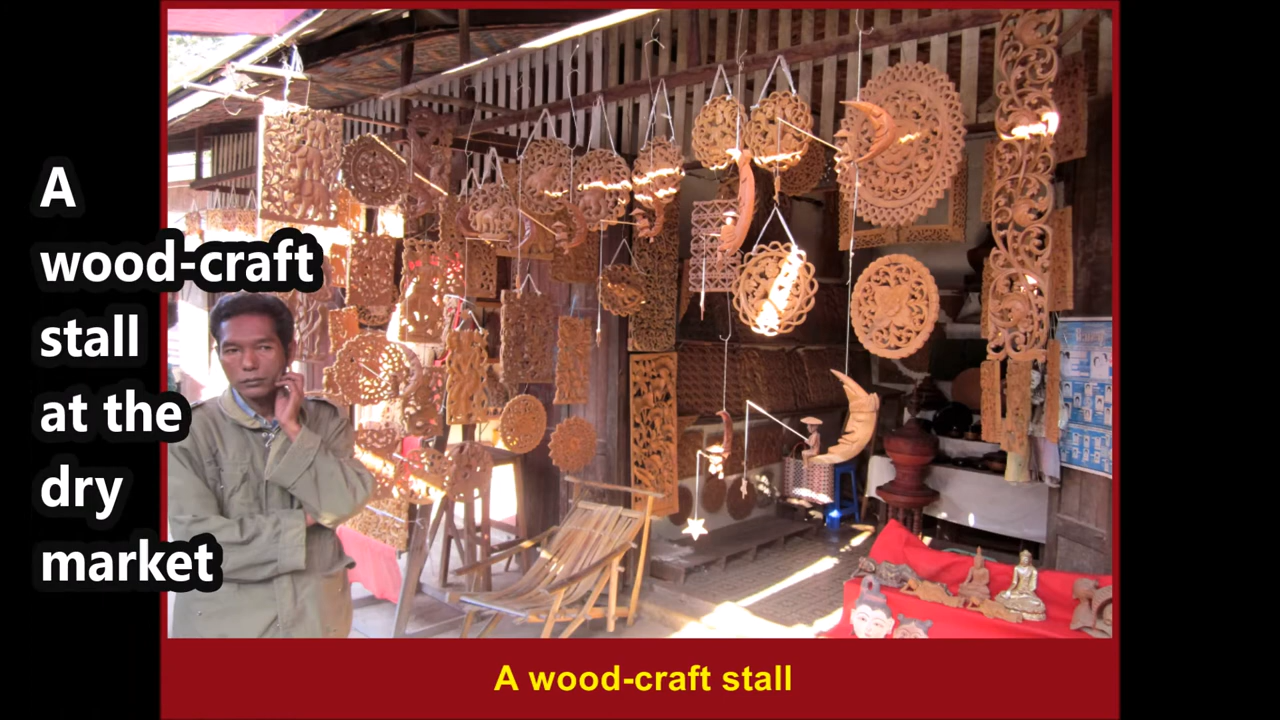 A
wood-craft
stall
at the
dry
market
A wood-craft stall